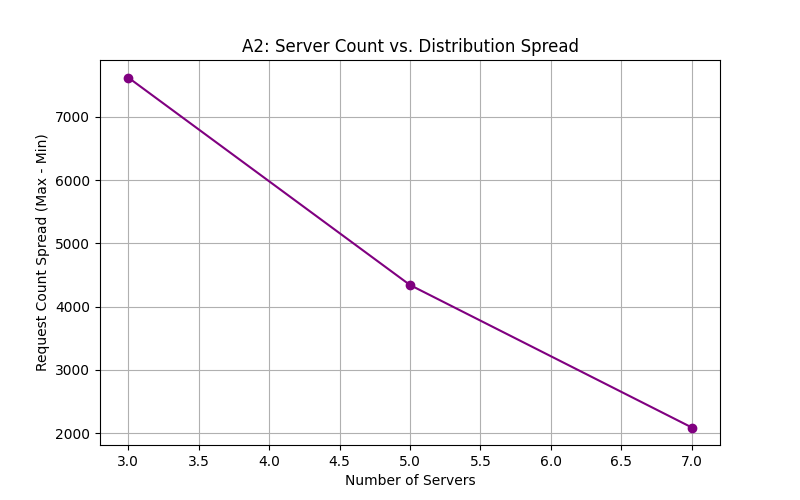 A2: Server Count vs. Distribution Spread
Request Count Spread (Max - Min)
7000
6000
5000
4000
3000
2000
3.0 3.5 4.0 4.5 5.0 5.5 6.0 6.5 7.0
Number of Servers